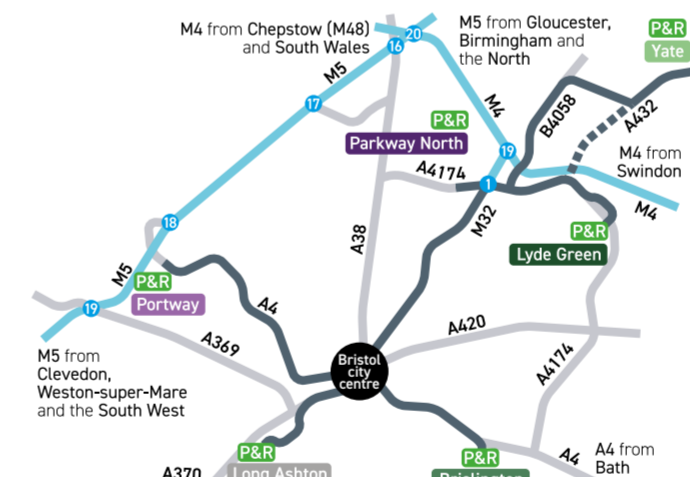 M4 from Chepstow (M48)
and South Wales
20
16
M5 from Gloucester,
Birmingham and
the North
P&R
Yate
M5
17
M4
B4058
A432
P&R
Parkway North
19
M4 from
Swindon
A4174
1
M4
18
A38
M32
P&R
Lyde Green
M5
P&R
Portway
19
A4
A369
A420
M5 from
Clevedon,
Weston-super-Mare
and the South West
Bristol
city
centre
A4174
P&R
Long Ashton
A370
P&R
Brislington
A4
A4 from
Bath